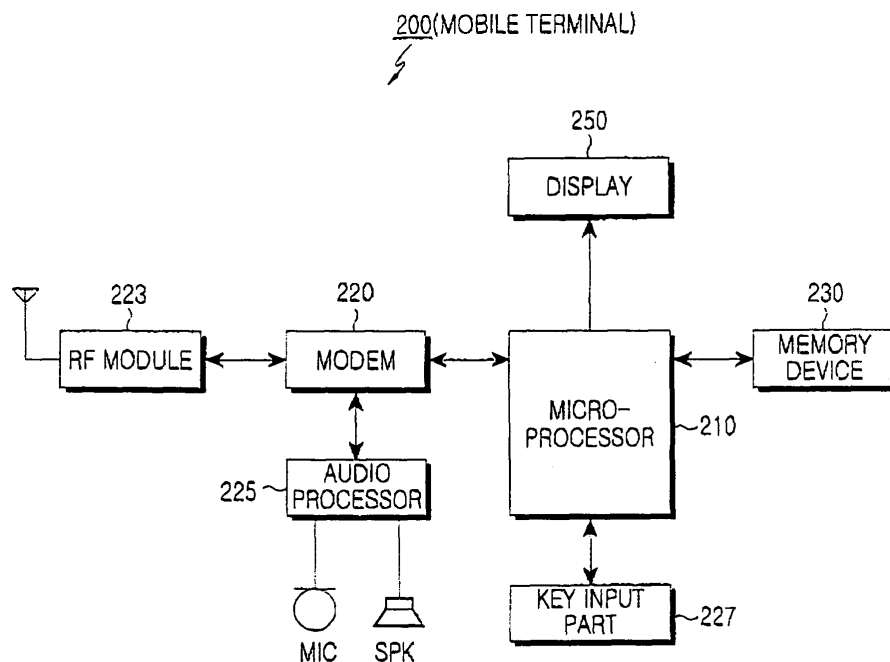 200(MOBILE TERMINAL)
250
DISPLAY
223
RF MODULE
220
MODEM
MICRO-
PROCESSOR
210
230
MEMORY
DEVICE
225
AUDIO
PROCESSOR
MIC
SPK
KEY INPUT
PART
227